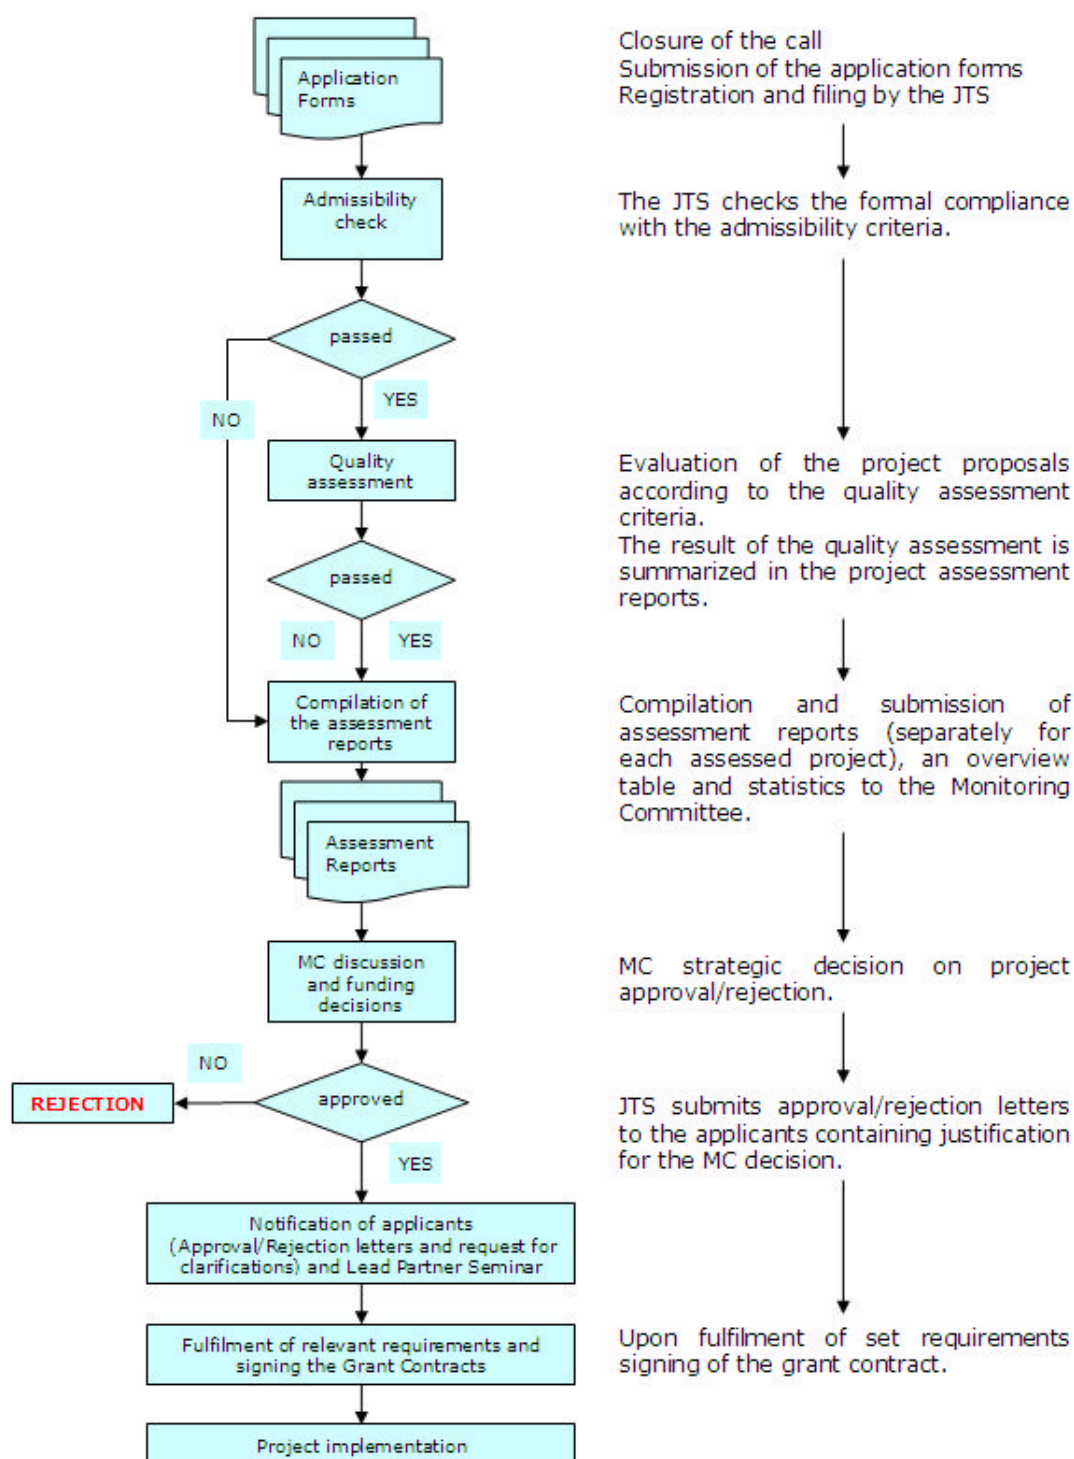 Application
Forms
Closure of the call
Submission of the application forms
Registration and filing by the JTS
Admissibility
check
The JTS checks the formal compliance
with the admissibility criteria.
passed
YES
NO
Quality
assessment
Evaluation of the project proposals
according to the quality assessment
criteria.
The result of the quality assessment is
summarized in the project assessment
reports.
passed
NO
YES
Compilation of
the assessment
reports
Compilation and submission of
assessment reports (separately for
each assessed project), an overview
table and statistics to the Monitoring
Committee.
Assessment
Reports
MC discussion
and funding
decisions
MC strategic decision on project
approval/rejection.
NO
REJECTION
approved
YES
JTS submits approval/rejection letters
to the applicants containing justification
for the MC decision.
Notification of applicants
(Approval/Rejection letters and request for
clarifications) and Lead Partner Seminar
Fulfilment of relevant requirements and
signing the Grant Contracts
Upon fulfilment of set requirements
signing of the grant contract.
Project implementation